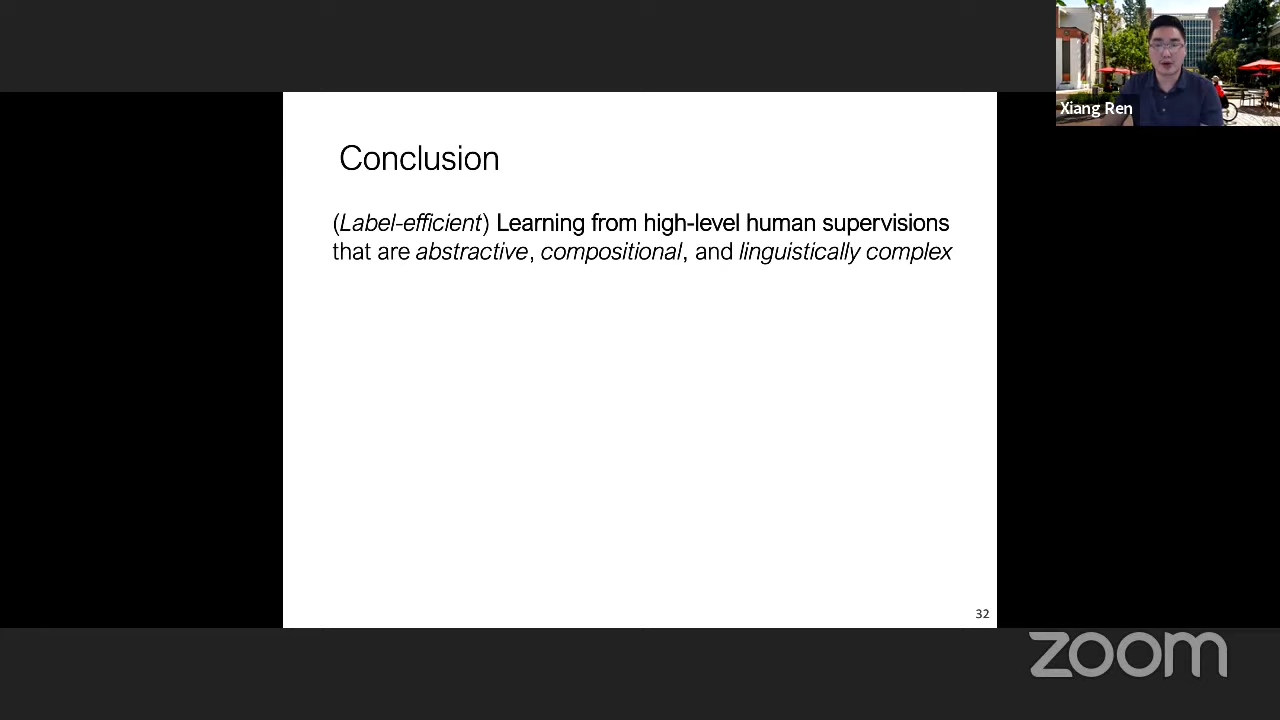 Xiang Ren
Conclusion
(Label-efficient) Learning from high-level human supervisions
that are abstractive, compositional, and linguistically complex
32
zoom